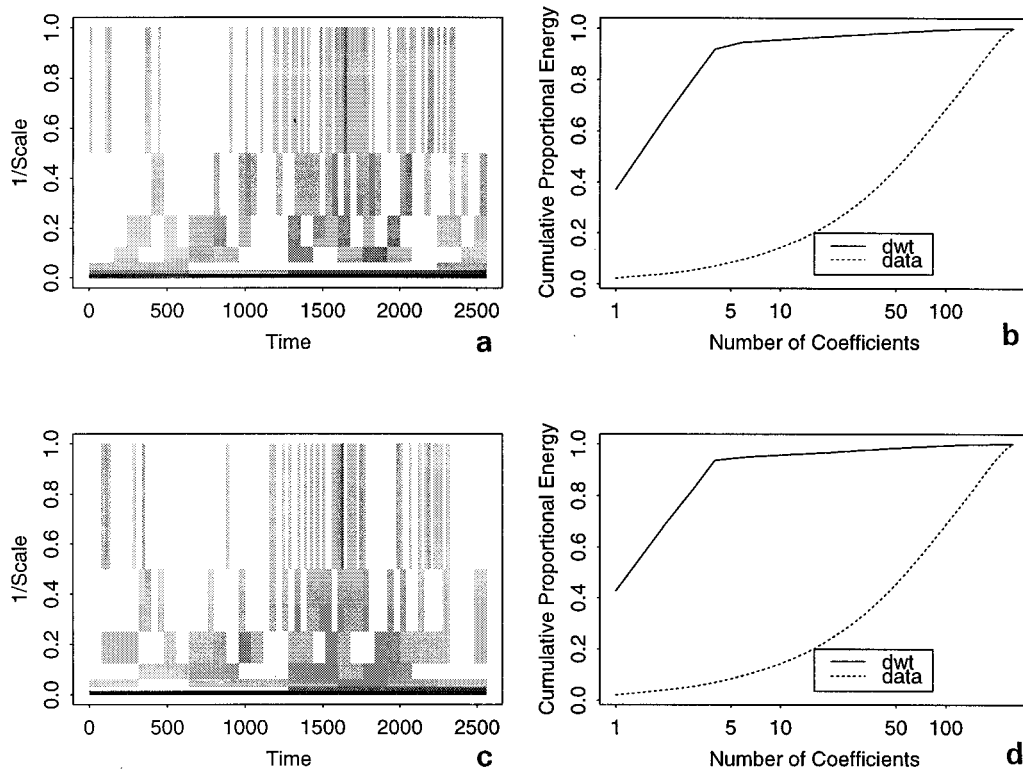 1/Scale
0.0 0.2 0.4 0.6 0.8 1.0
0 500 1000 1500 2000 2500
Time
a
Cumulative Proportional Energy
0.0 0.2 0.4 0.6 0.8 1.0
dwt
data
1 5 10 50 100
Number of Coefficients
b
1/Scale
0.0 0.2 0.4 0.6 0.8 1.0
0 500 1000 1500 2000 2500
Time
c
Cumulative Proportional Energy
0.0 0.2 0.4 0.6 0.8 1.0
dwt
data
1 5 10 50 100
Number of Coefficients
d